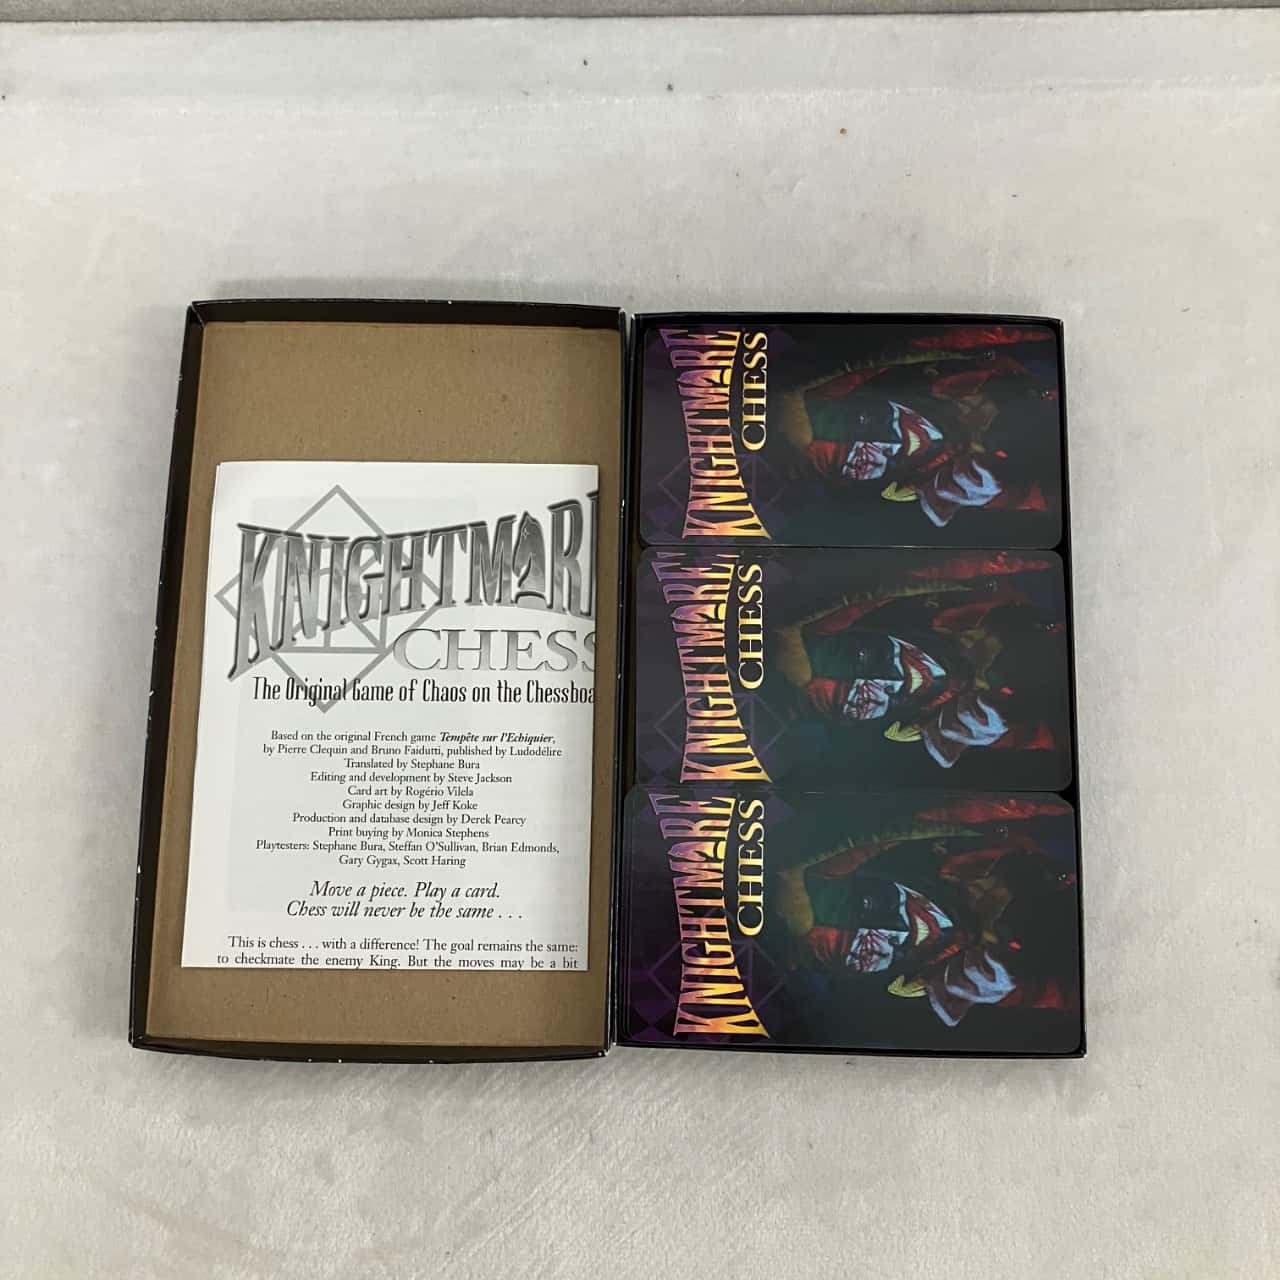 KNIGHTMARE
CHESS
The Original Game of Chaos on the Chessboa
Based on the original French game Tempête sur l'Echiquier,
by Pierre Clequin and Bruno Faidutti, published by Ludodélire
Translated by Stephane Bura
Editing and development by Steve Jackson
Card art by Rogério Vilela
Graphic design by Jeff Koke
Production and database design by Derek Pearcy
Print buying by Monica Stephens
Playtesters: Stephane Bura, Steffan O'Sullivan, Brian Edmonds,
Gary Gygax, Scott Haring
Move a piece. Play a card.
Chess will never be the same . . .
This is chess . . . with a difference! The goal remains the same:
to checkmate the enemy King. But the moves may be a bit
KNIGHTMARE
CHESS
KNIGHTMARE
CHESS
KNIGHTMARE
CHESS